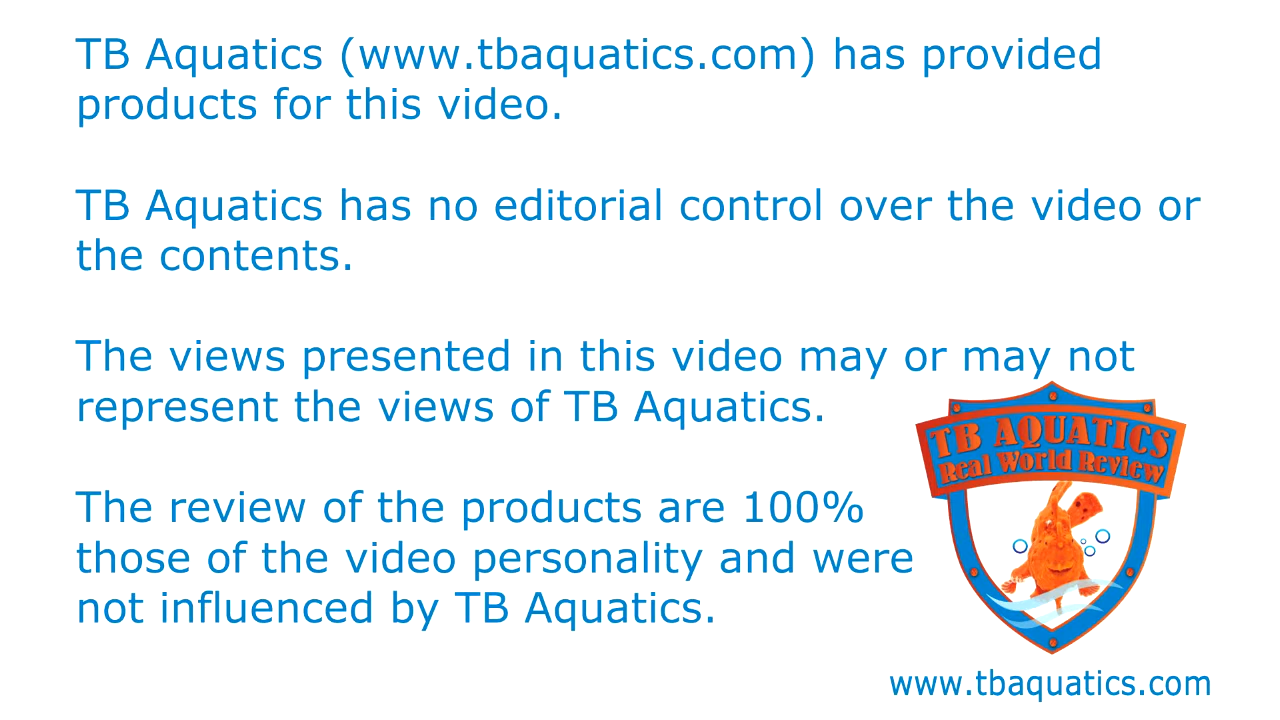 TB Aquatics (www.tbaquatics.com) has provided
products for this video.
TB Aquatics has no editorial control over the video or
the contents.
The views presented in this video may or may not
represent the views of TB Aquatics.
The review of the products are 100%
those of the video personality and were
not influenced by TB Aquatics.
TB AQUATICS
Real World Review
www.tbaquatics.com